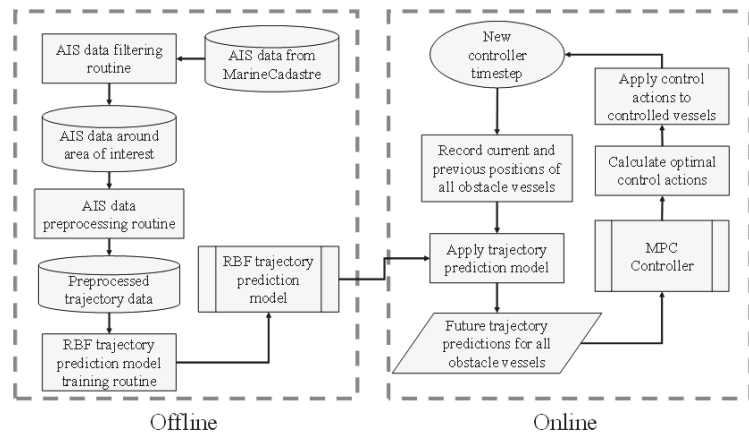 AIS data filtering
routine
AIS data from
MarineCadastre
AIS data around
area of interest
AIS data
preprocessing routine
Preprocessed
trajectory data
RBF trajectory
prediction model
training routine
RBF trajectory
prediction
model
Offline
New
controller
timestep
Record current and
previous positions of
all obstacle vessels
Apply trajectory
prediction model
Future trajectory
predictions for all
obstacle vessels
MPC
Controller
Calculate optimal
control actions
Apply control
actions to
controlled vessels
Online